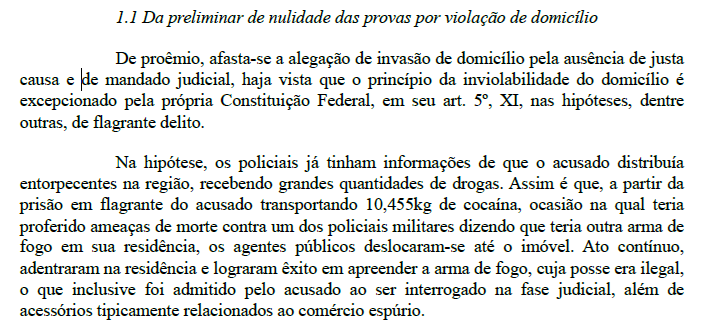 1.1 Da preliminar de nulidade das provas por violação de domicílio
De proêmio, afasta-se a alegação de invasão de domicílio pela ausência de justa
causa e de mandado judicial, haja vista que o princípio da inviolabilidade do domicílio é
excepcionado pela própria Constituição Federal, em seu art. 5º, XI, nas hipóteses, dentre
outras, de flagrante delito.
Na hipótese, os policiais já tinham informações de que o acusado distribuía
entorpecentes na região, recebendo grandes quantidades de drogas. Assim é que, a partir da
prisão em flagrante do acusado transportando 10,455kg de cocaína, ocasião na qual teria
proferido ameaças de morte contra um dos policiais militares dizendo que teria outra arma de
fogo em sua residência, os agentes públicos deslocaram-se até o imóvel. Ato contínuo,
adentraram na residência e lograram êxito em apreender a arma de fogo, cuja posse era ilegal,
o que inclusive foi admitido pelo acusado ao ser interrogado na fase judicial, além de
acessórios tipicamente relacionados ao comércio espúrio.